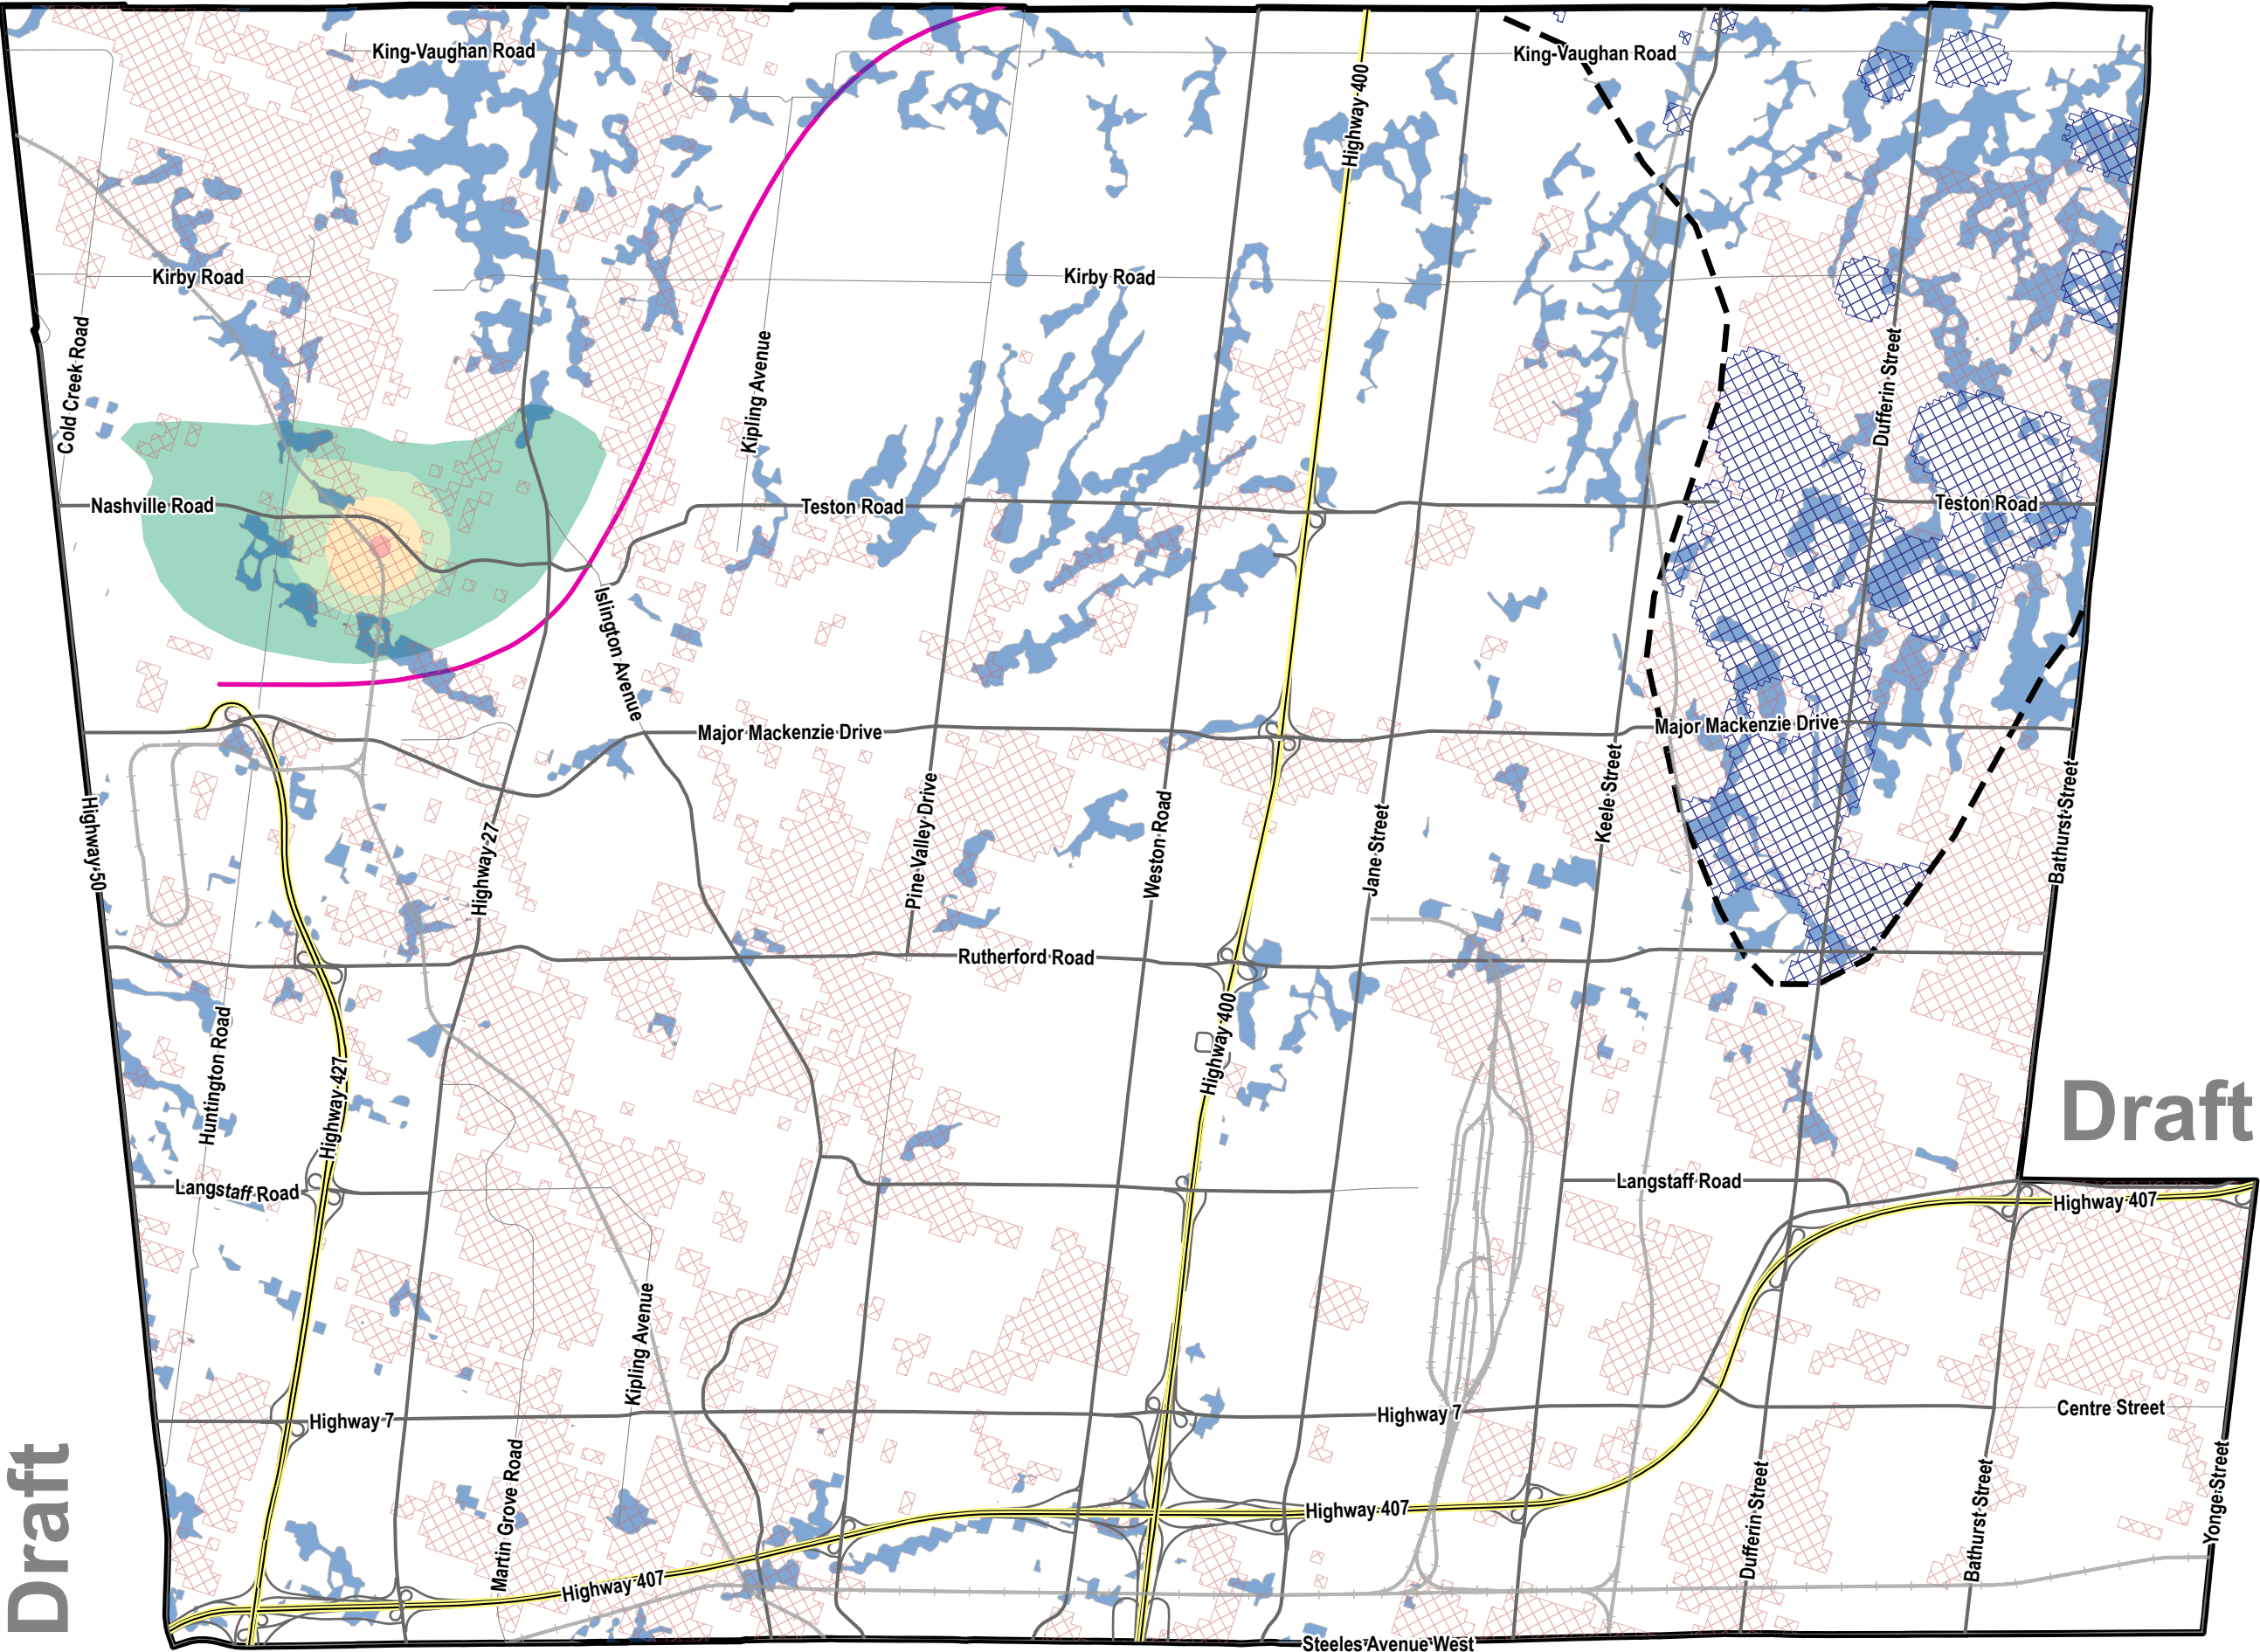 King-Vaughan Road
King-Vaughan Road
Highway 400
Kirby Road
Kirby Road
Cold Creek Road
Kipling Avenue
Dufferin Street
Nashville Road
Teston Road
Teston Road
Islington Avenue
Major Mackenzie Drive
Major Mackenzie Drive
Highway 50
Highway 27
Pine Valley Drive
Weston Road
Jane Street
Keele Street
Bathurst Street
Rutherford Road
Huntington Road
Highway 427
Highway 400
Draft
Langstaff Road
Langstaff Road
Highway 407
Kipling Avenue
Highway 7
Highway 7
Centre Street
Draft
Martin Grove Road
Highway 407
Highway 407
Dufferin Street
Bathurst Street
Yonge Street
Steeles Avenue West